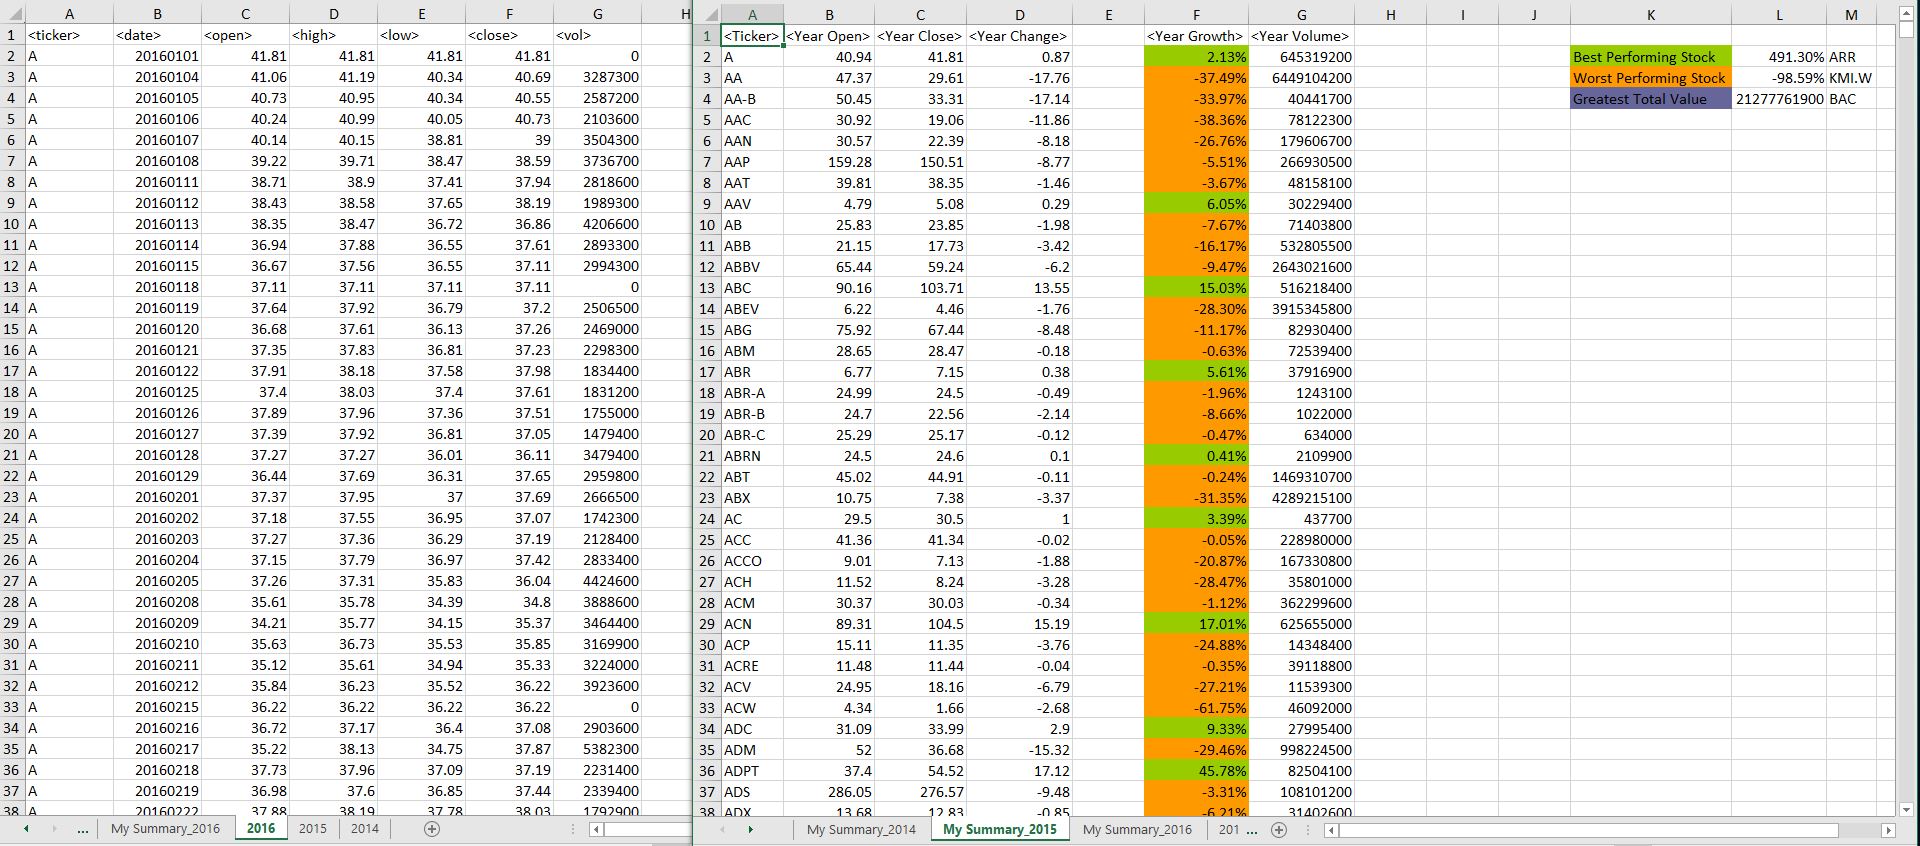 A B C D E F G H
1 <ticker> <date> <open> <high> <low> <close> <vol>
2 A 20160101 41.81 41.81 41.81 41.81 0
3 A 20160104 41.06 41.19 40.34 40.69 3287300
4 A 20160105 40.73 40.95 40.34 40.55 2587200
5 A 20160106 40.24 40.99 40.05 40.73 2103600
6 A 20160107 40.14 40.15 38.81 39 3504300
7 A 20160108 39.22 39.71 38.47 38.59 3736700
8 A 20160111 38.71 38.9 37.41 37.94 2818600
9 A 20160112 38.43 38.58 37.65 38.19 1989300
10 A 20160113 38.35 38.47 36.72 36.86 4206600
11 A 20160114 36.94 37.88 36.55 37.61 2893300
12 A 20160115 36.67 37.56 36.55 37.11 2994300
13 A 20160118 37.11 37.11 37.11 37.11 0
14 A 20160119 37.64 37.92 36.79 37.2 2506500
15 A 20160120 36.68 37.61 36.13 37.26 2469000
16 A 20160121 37.35 37.83 36.81 37.23 2298300
17 A 20160122 37.91 38.18 37.58 37.98 1834400
18 A 20160125 37.4 38.03 37.4 37.61 1831200
19 A 20160126 37.89 37.96 37.36 37.51 1755000
20 A 20160127 37.39 37.92 36.81 37.05 1479400
21 A 20160128 37.27 37.27 36.01 36.11 3479400
22 A 20160129 36.44 37.69 36.31 37.65 2959800
23 A 20160201 37.37 37.95 37 37.69 2666500
24 A 20160202 37.18 37.55 36.95 37.07 1742300
25 A 20160203 37.27 37.36 36.29 37.19 2128400
26 A 20160204 37.15 37.79 36.97 37.42 2833400
27 A 20160205 37.26 37.31 35.83 36.04 4424600
28 A 20160208 35.61 35.78 34.39 34.8 3888600
29 A 20160209 34.21 35.77 34.15 35.37 3464400
30 A 20160210 35.63 36.73 35.53 35.85 3169900
31 A 20160211 35.12 35.61 34.94 35.33 3224000
32 A 20160212 35.84 36.23 35.52 36.22 3923600
33 A 20160215 36.22 36.22 36.22 36.22 0
34 A 20160216 36.72 37.17 36.4 37.08 2903600
35 A 20160217 35.22 38.13 34.75 37.87 5382300
36 A 20160218 37.73 37.96 37.09 37.19 2231400
37 A 20160219 36.98 37.6 36.85 37.44 2339400
38 A 20160222 37.88 38.19 37.78 38.03 1792900
... My Summary_2016 2016 2015 2014
A B C D E F G H I J K L M
1 <Ticker> <Year Open> <Year Close> <Year Change> <Year Growth> <Year Volume>
2 A 40.94 41.81 0.87 2.13% 645319200 Best Performing Stock 491.30% ARR
3 AA 47.37 29.61 -17.76 -37.49% 6449104200 Worst Performing Stock -98.59% KMI.W
4 AA-B 50.45 33.31 -17.14 -33.97% 40441700 Greatest Total Value 21277761900 BAC
5 AAC 30.92 19.06 -11.86 -38.36% 78122300
6 AAN 30.57 22.39 -8.18 -26.76% 179606700
7 AAP 159.28 150.51 -8.77 -5.51% 266930500
8 AAT 39.81 38.35 -1.46 -3.67% 48158100
9 AAV 4.79 5.08 0.29 6.05% 30229400
10 AB 25.83 23.85 -1.98 -7.67% 71403800
11 ABB 21.15 17.73 -3.42 -16.17% 532805500
12 ABBV 65.44 59.24 -6.2 -9.47% 2643021600
13 ABC 90.16 103.71 13.55 15.03% 516218400
14 ABEV 6.22 4.46 -1.76 -28.30% 3915345800
15 ABG 75.92 67.44 -8.48 -11.17% 82930400
16 ABM 28.65 28.47 -0.18 -0.63% 72539400
17 ABR 6.77 7.15 0.38 5.61% 37916900
18 ABR-A 24.99 24.5 -0.49 -1.96% 1243100
19 ABR-B 24.7 22.56 -2.14 -8.66% 1022000
20 ABR-C 25.29 25.17 -0.12 -0.47% 634000
21 ABRN 24.5 24.6 0.1 0.41% 2109900
22 ABT 45.02 44.91 -0.11 -0.24% 1469310700
23 ABX 10.75 7.38 -3.37 -31.35% 4289215100
24 AC 29.5 30.5 1 3.39% 437700
25 ACC 41.36 41.34 -0.02 -0.05% 228980000
26 ACCO 9.01 7.13 -1.88 -20.87% 167330800
27 ACH 11.52 8.24 -3.28 -28.47% 35801000
28 ACM 30.37 30.03 -0.34 -1.12% 362299600
29 ACN 89.31 104.5 15.19 17.01% 625655000
30 ACP 15.11 11.35 -3.76 -24.88% 14348400
31 ACRE 11.48 11.44 -0.04 -0.35% 39118800
32 ACV 24.95 18.16 -6.79 -27.21% 11539300
33 ACW 4.34 1.66 -2.68 -61.75% 46092000
34 ADC 31.09 33.99 2.9 9.33% 27995400
35 ADM 52 36.68 -15.32 -29.46% 998224500
36 ADPT 37.4 54.52 17.12 45.78% 82504100
37 ADS 286.05 276.57 -9.48 -3.31% 108101200
38 ADX 13.68 12.83 -0.85 -6.21% 31402600
My Summary_2014 My Summary_2015 My Summary_2016 201 ...